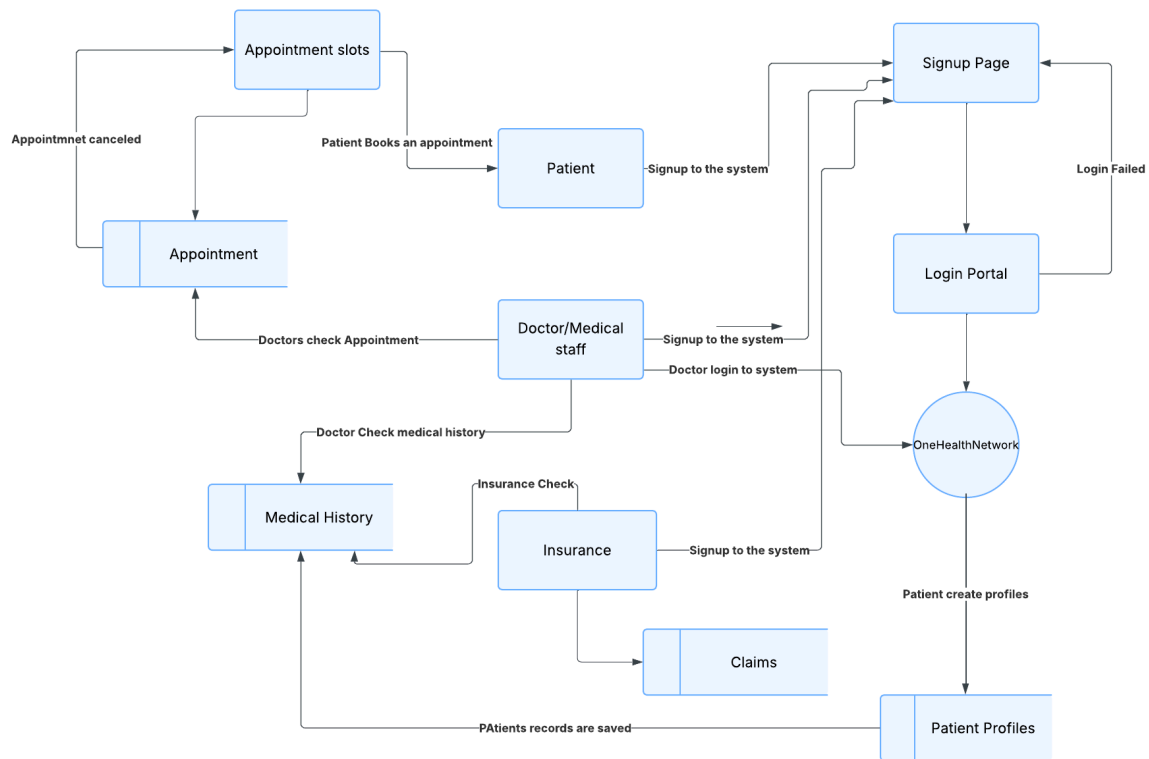 Appointment slots
Signup Page
Appointmnet canceled
Patient Books an appointment
Patient
Signup to the system
Login Failed
Appointment
Login Portal
Doctor/Medical
staff
Doctors check Appointment
Signup to the system
Doctor login to system
Doctor Check medical history
OneHealthNetwork
Insurance Check
Medical History
Insurance
Signup to the system
Patient create profiles
Claims
PAtients records are saved
Patient Profiles